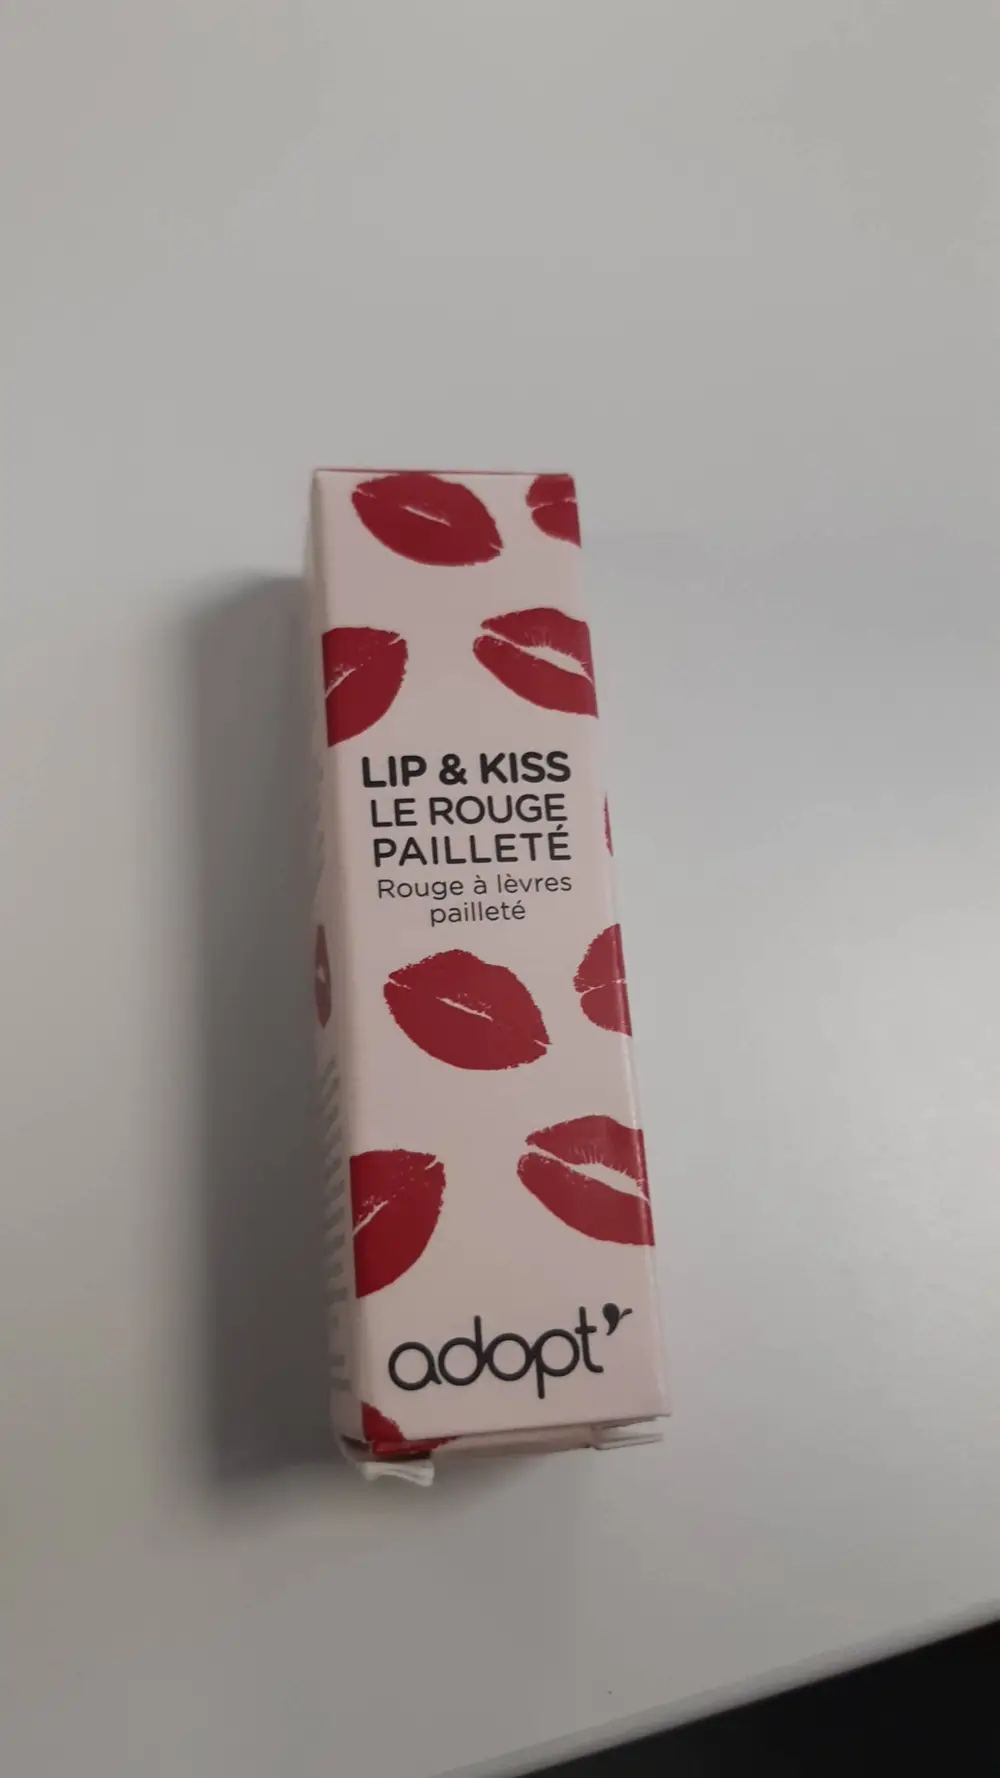 LIP & KISS
LE ROUGE
PAILLETÉ
Rouge à lèvres
pailleté
adopt'